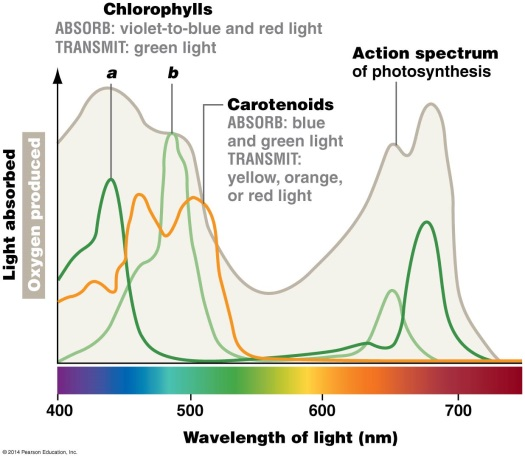 Chlorophylls
ABSORB: violet-to-blue and red light
TRANSMIT: green light
a
b
Action spectrum
of photosynthesis
Carotenoids
ABSORB: blue
and green light
TRANSMIT:
yellow, orange,
or red light
Light absorbed
Oxygen produced
400
500
600
700
Wavelength of light (nm)
© 2014 Pearson Education, Inc.